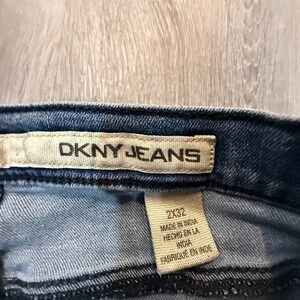 DKNY JEANS
2X32
MADE IN INDIA
HECHO EN LA
INDIA
FABRIQUÉ EN INDE